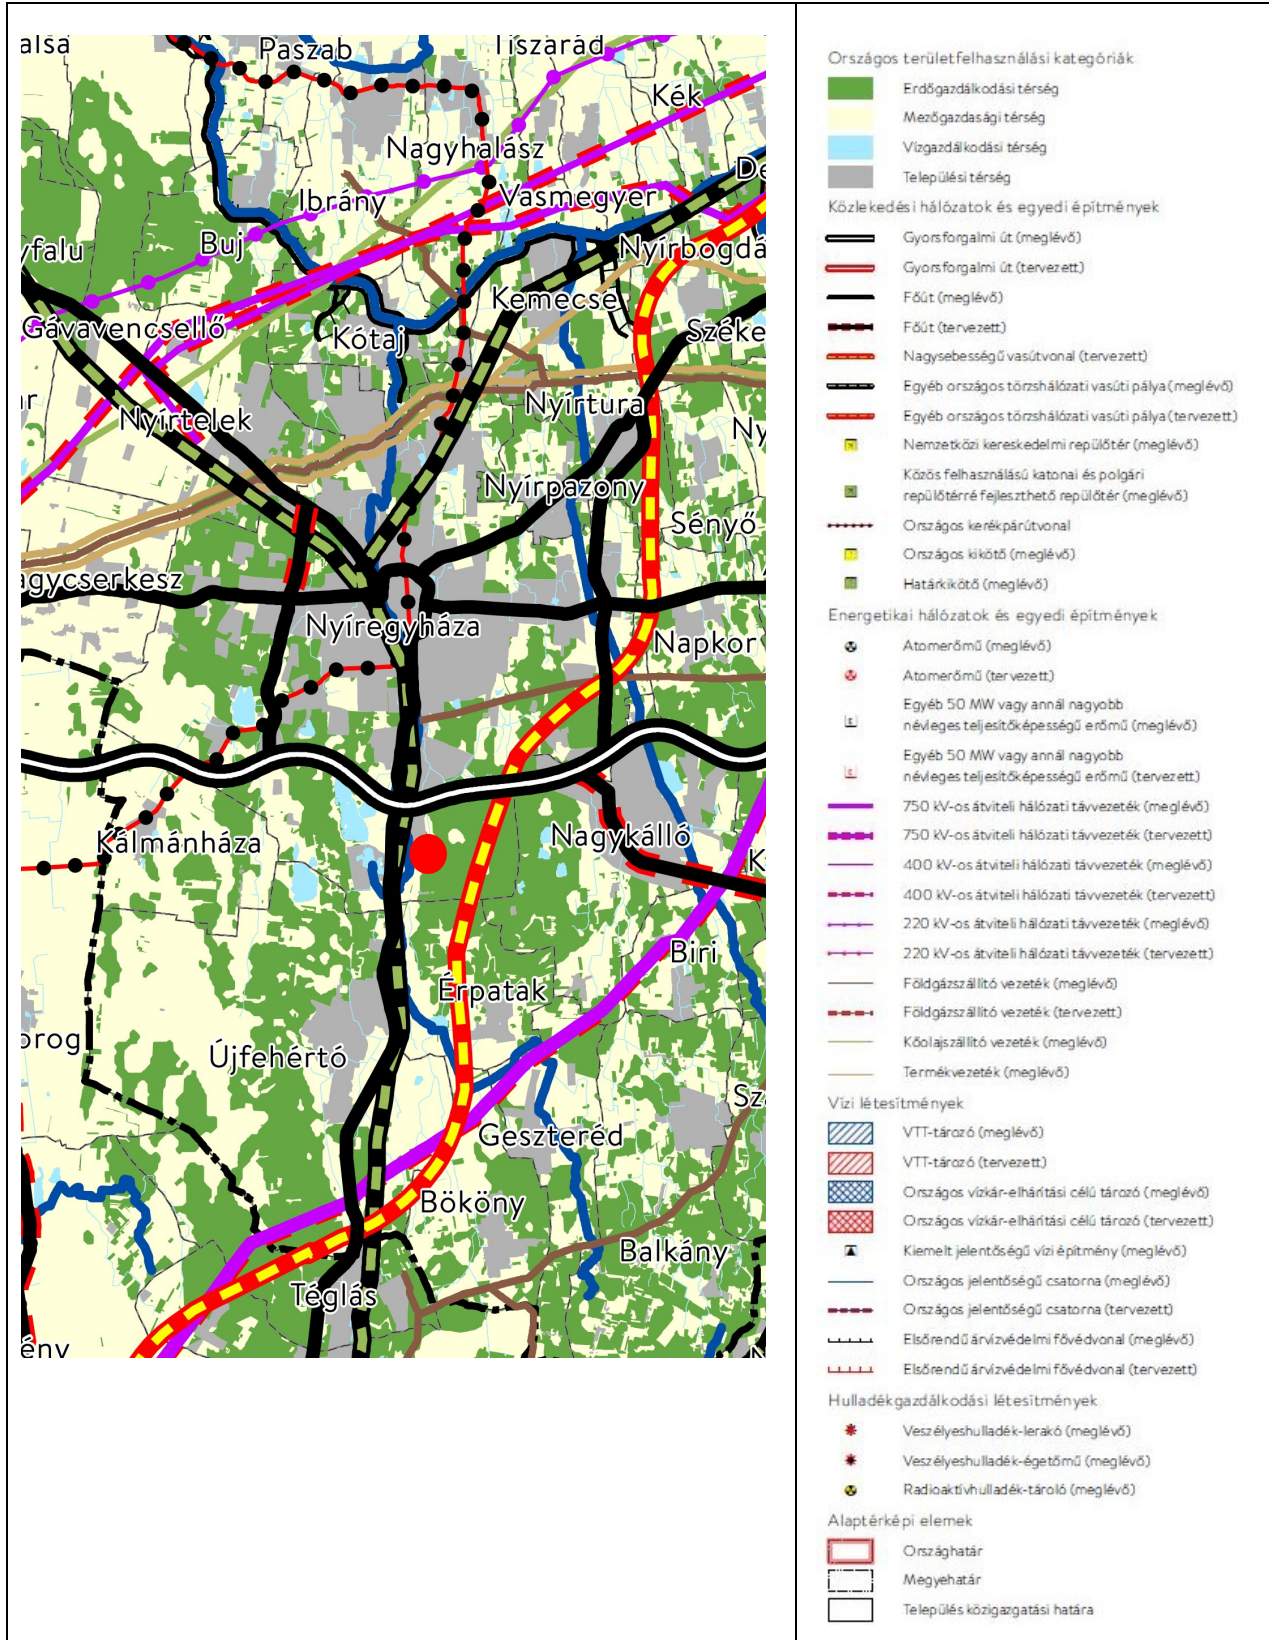 alsa
Paszab
Tiszarád
Kék
Nagyhalász
De
Ibrány
Vasmegyer
Buj
yfalu
Nyírbogdá
Kemecse
Gávavencsellő
Kótaj
Széke
ar
Nyírtura
Nyírtelek
Ny
Nyírpazony
Sényő
agycserkesz
Nyíregyháza
Napkor
Kálmánháza
Nagykálló
K
Biri
Érpatak
orog
Újfehértó
Sz
Geszteréd
Bököny
Balkány
Téglás
ény
Országos területfelhasználási kategóriák
Erdőgazdálkodási térség
Mezőgazdasági térség
Vízgazdálkodási térség
Települési térség
Közlekedési hálózatok és egyedi építmények
Gyorsforgalmi út (meglévő)
Gyorsforgalmi út (tervezett)
Főút (meglévő)
Főút (tervezett)
Nagysebességű vasútvonal (tervezett)
Egyéb országos törzshálózati vasúti pálya (meglévő)
Egyéb országos törzshálózati vasúti pálya (tervezett)
Nemzetközi kereskedelmi repülőtér (meglévő)
Közös felhasználású katonai és polgári
repülőtérré fejleszthető repülőtér (meglévő)
Országos kerékpárútvonal
Országos kikötő (meglévő)
Határkikötő (meglévő)
Energetikai hálózatok és egyedi építmények
Atomerőmű (meglévő)
Atomerőmű (tervezett)
Egyéb 50 MW vagy annál nagyobb
névleges teljesítőképességű erőmű (meglévő)
Egyéb 50 MW vagy annál nagyobb
névleges teljesítőképességű erőmű (tervezett)
750 kV-os átviteli hálózati távvezeték (meglévő)
750 kV-os átviteli hálózati távvezeték (tervezett)
400 kV-os átviteli hálózati távvezeték (meglévő)
400 kV-os átviteli hálózati távvezeték (tervezett)
220 kV-os átviteli hálózati távvezeték (meglévő)
220 kV-os átviteli hálózati távvezeték (tervezett)
Földgázszállító vezeték (meglévő)
Földgázszállító vezeték (tervezett)
Kőolajszállító vezeték (meglévő)
Termékvezeték (meglévő)
Vízi létesítmények
VTT-tározó (meglévő)
VTT-tározó (tervezett)
Országos vízkár-elhárítási célú tározó (meglévő)
Országos vízkár-elhárítási célú tározó (tervezett)
Kiemelt jelentőségű vízi építmény (meglévő)
Országos jelentőségű csatorna (meglévő)
Országos jelentőségű csatorna (tervezett)
Elsőrendű árvízvédelmi fővédvonal (meglévő)
Elsőrendű árvízvédelmi fővédvonal (tervezett)
Hulladékgazdálkodási létesítmények
Veszélyeshulladék-lerakó (meglévő)
Veszélyeshulladék-égetőmű (meglévő)
Radioaktívhulladék-tároló (meglévő)
Alaptérképi elemek
Országhatár
Megyehatár
Település közigazgatási határa